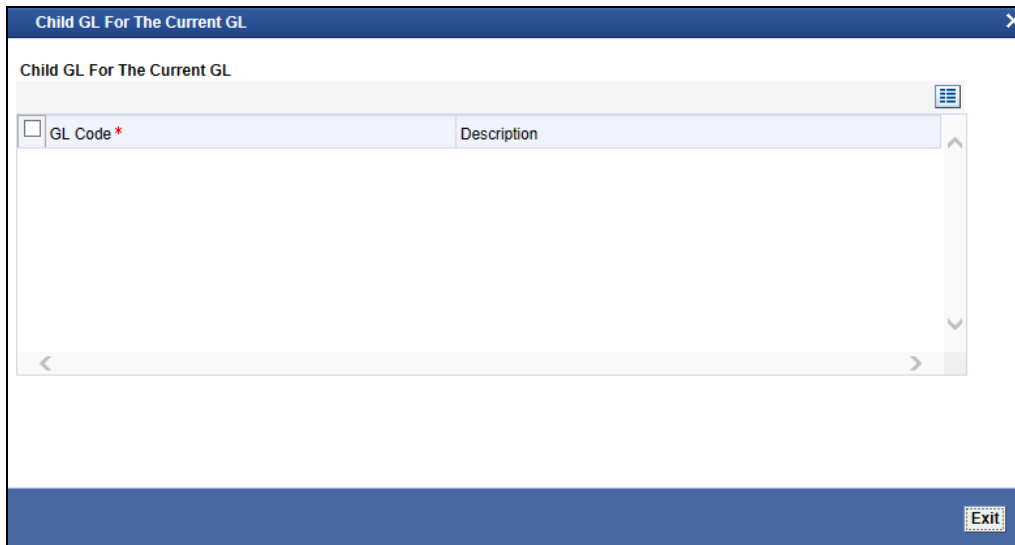 Child GL For The Current GL
Child GL For The Current GL
GL Code * Description
Exit